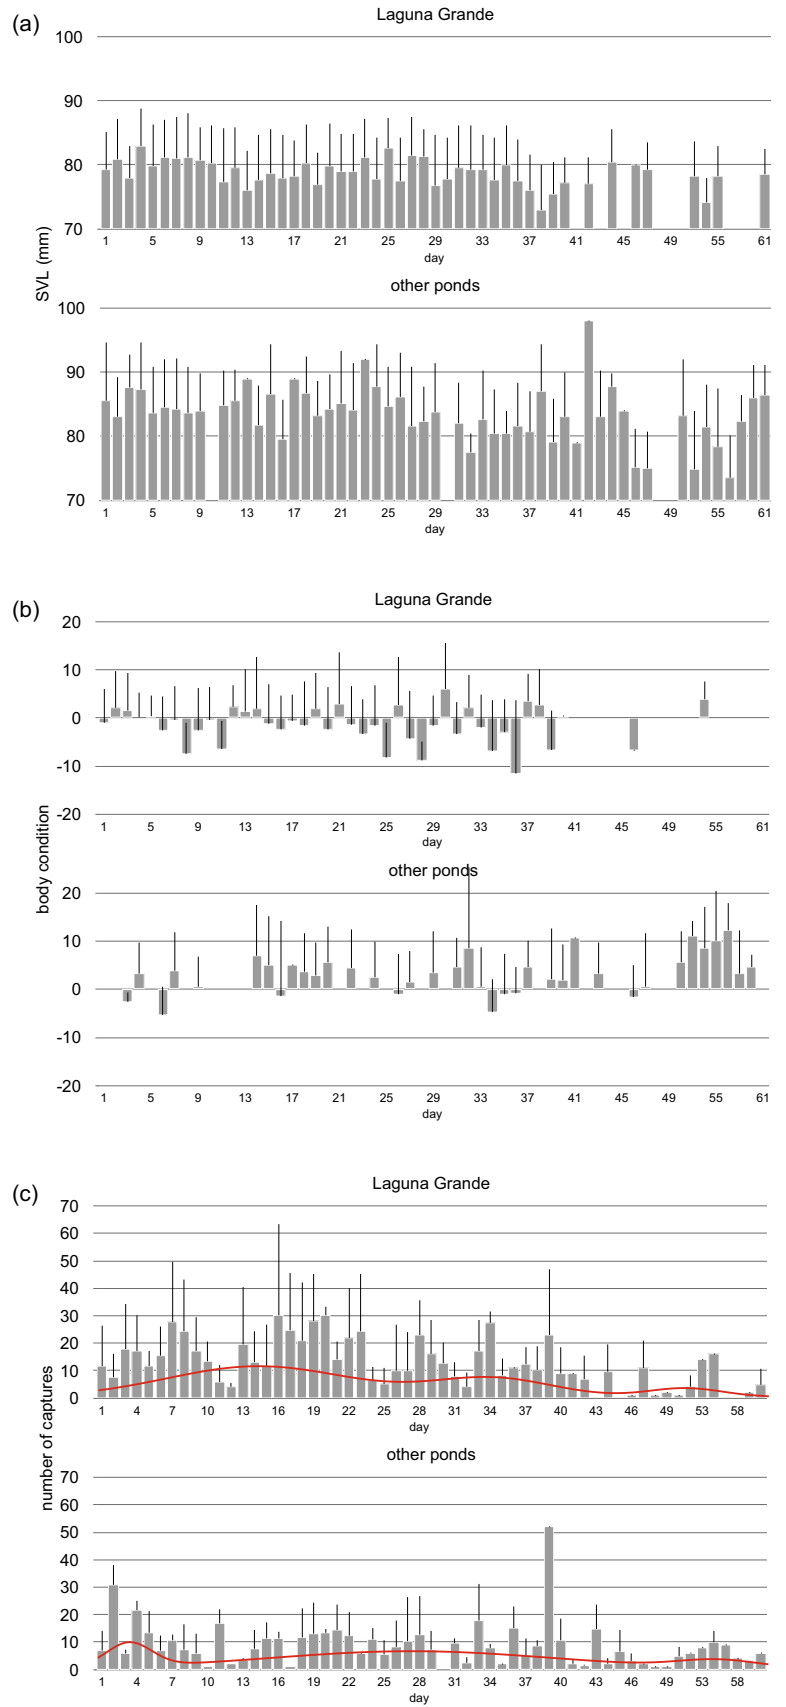 (a)
Laguna Grande
100
90
80
70
1 5 9 13 17 21 25 29 33 37 41 45 49 55 61
day
SVL (mm)
other ponds
100
90
80
70
1 5 9 13 17 21 25 29 33 37 41 45 49 55 61
day
(b)
Laguna Grande
20
10
0
-10
-20
1 5 9 13 17 21 25 29 33 37 41 45 49 55 61
day
body condition
other ponds
20
10
0
-10
-20
1 5 9 13 17 21 25 29 33 37 41 45 49 55 61
day
(c)
Laguna Grande
70
60
50
40
30
20
10
0
1 4 7 10 13 16 19 22 25 28 31 34 37 40 43 46 49 53 58
day
number of captures
other ponds
70
60
50
40
30
20
10
0
1 4 7 10 13 16 19 22 25 28 31 34 37 40 43 46 49 53 58
day